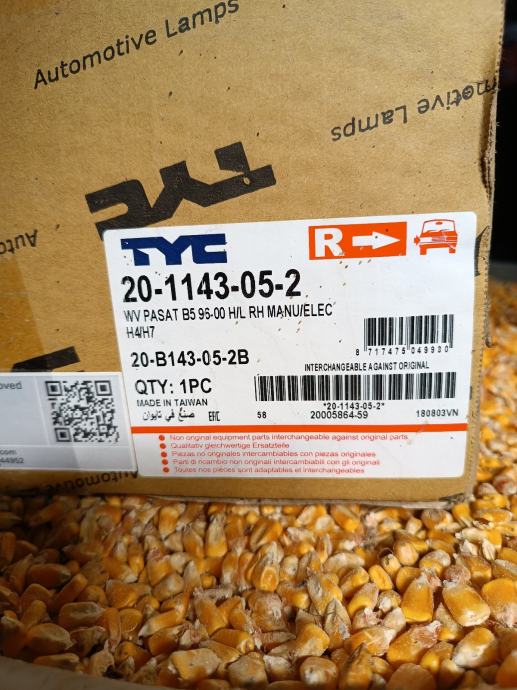 Automotive Lamps
Automotive Lamps
TYC
TYC
R
20-1143-05-2
WV PASAT B5 96-00 H/L RH MANU/ELEC
H4/H7
8 717475 049930
20-B143-05-2B
INTERCHANGEABLE AGAINST ORIGINAL
QTY: 1PC
MADE IN TAIWAN
*20-1143-05-2*
صنع في تايوان
EAC
58
20005864-59
180803VN
Non original equipment parts interchangeable against original parts
Qualitativ gleichwertige Ersatzteile
Piezas no originales intercambiables con piezas originales
Parti di ricambio non originali intercambiabili con gli originali
Toutes nos pièces sont adaptables et interchangeables
Automotive